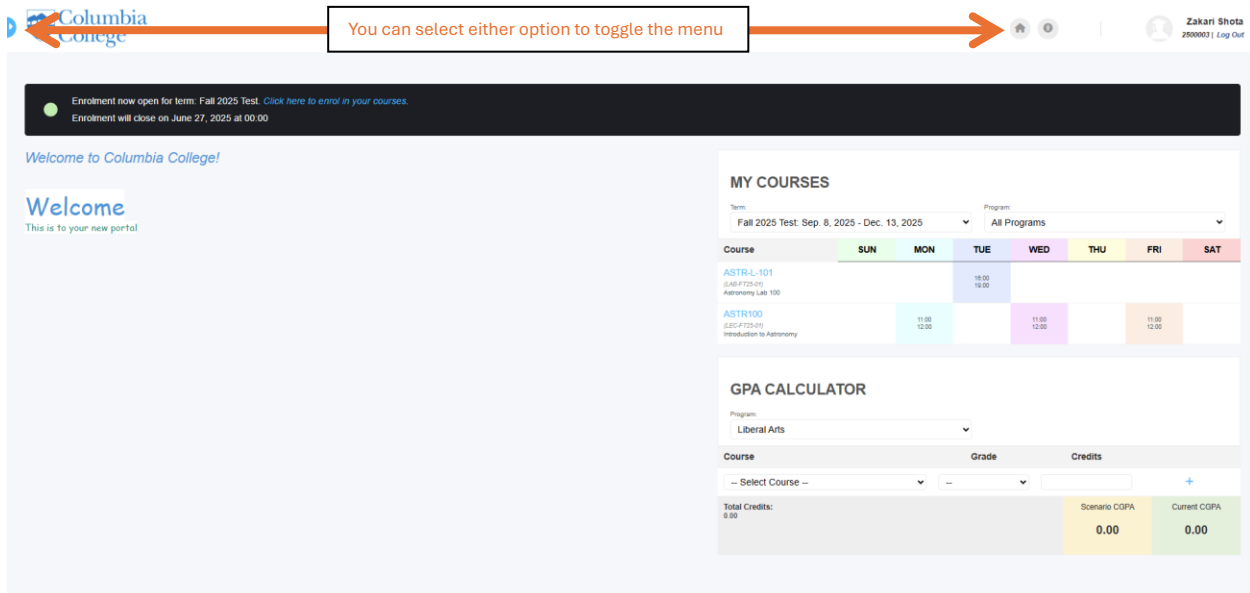 Columbia
College
You can select either option to toggle the menu
Zakari Shota
2500003 | Log Out
Enrolment now open for term: Fall 2025 Test. Click here to enrol in your courses.
Enrolment will close on June 27, 2025 at 00:00
Welcome to Columbia College!
Welcome
This is to your new portal
MY COURSES
Term: Program:
Fall 2025 Test: Sep. 8, 2025 - Dec. 13, 2025 All Programs
Course SUN MON TUE WED THU FRI SAT
ASTR-L-101
(LAB-FT25-01)
Astronomy Lab 100
16:00
19:00
ASTR100
(LEC-FT25-01)
Introduction to Astronomy
11:00 11:00 11:00
12:00 12:00 12:00
GPA CALCULATOR
Program:
Liberal Arts
Course Grade Credits
-- Select Course -- -- +
Total Credits:
0.00
Scenario CGPA Current CGPA
0.00 0.00